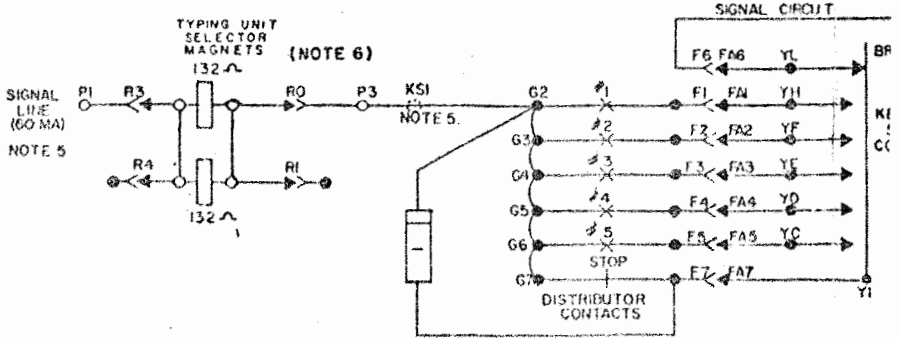 SIGNAL CIRCUIT
TYPING UNIT
SELECTOR
MAGNETS
(NOTE 6)
132 Ω
F6 FA6 YL
BR
SIGNAL
LINE
(60 MA)
NOTE 5
P1 R3 R0 P3 KS1
NOTE 5.
G2 #1 F1 FA1 YH
G3 #2 F2 FA2 YF
G4 #3 F3 FA3 YE
G5 #4 F4 FA4 YD
G6 #5 F5 FA5 YC
R4 R1
132 Ω
STOP
G7 F7 FA7
Y1
DISTRIBUTOR
CONTACTS